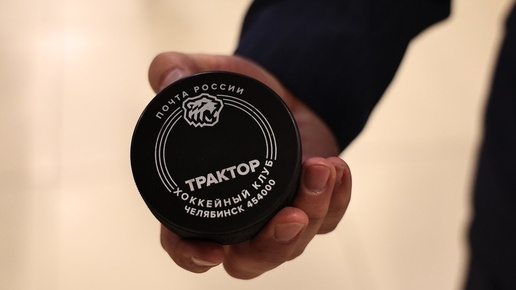 ПОЧТА РОССИИ
ТРАКТОР
ХОККЕЙНЫЙ КЛУБ
ЧЕЛЯБИНСК 454000